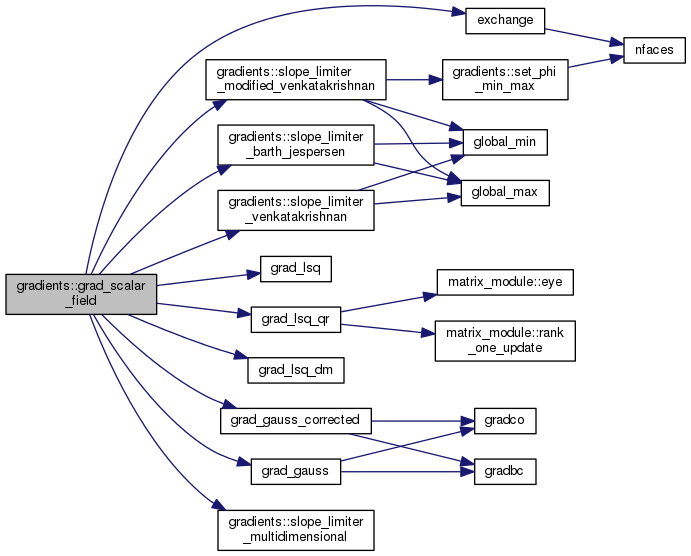 exchange
nfaces
gradients::slope_limiter
_modified_venkatakrishnan
gradients::set_phi
_min_max
gradients::slope_limiter
_barth_jespersen
global_min
global_max
gradients::slope_limiter
_venkatakrishnan
grad_lsq
gradients::grad_scalar
_field
matrix_module::eye
grad_lsq_qr
matrix_module::rank
_one_update
grad_lsq_dm
grad_gauss_corrected
gradco
grad_gauss
gradbc
gradients::slope_limiter
_multidimensional